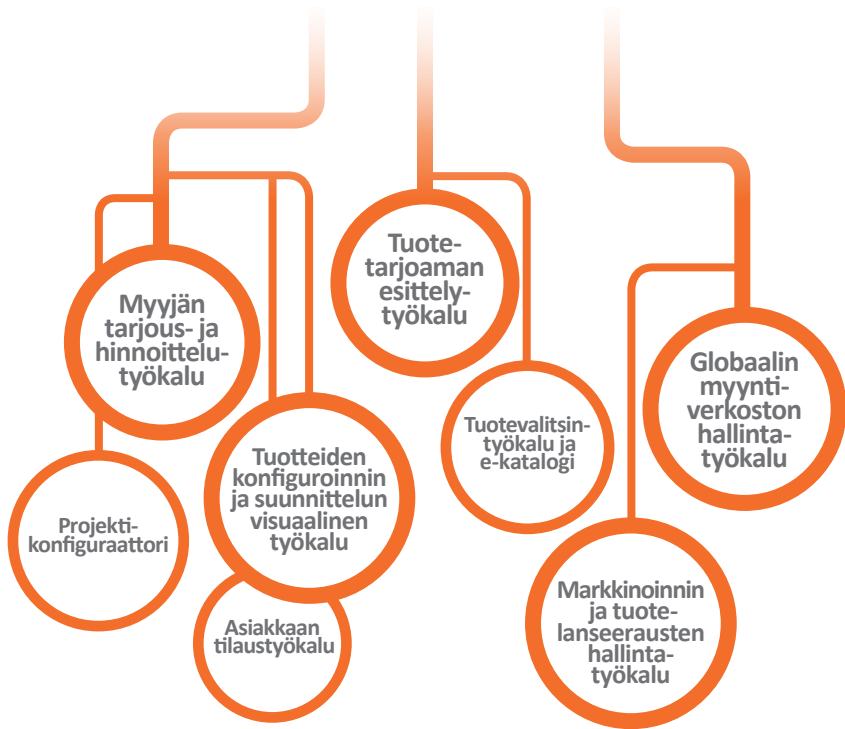 Myyjän
tarjous- ja
hinnoittelu-
työkalu
Projekti-
konfiguraattori
Tuotteiden
konfiguroinnin
ja suunnittelun
visuaalinen
työkalu
Asiakkaan
tilaustyökalu
Tuote-
tarjoaman
esittely-
työkalu
Tuotevalitsin-
työkalu ja
e-katalogi
Globaalin
myynti-
verkoston
hallinta-
työkalu
Markkinoinnin
ja tuote-
lanseerausten
hallinta-
työkalu